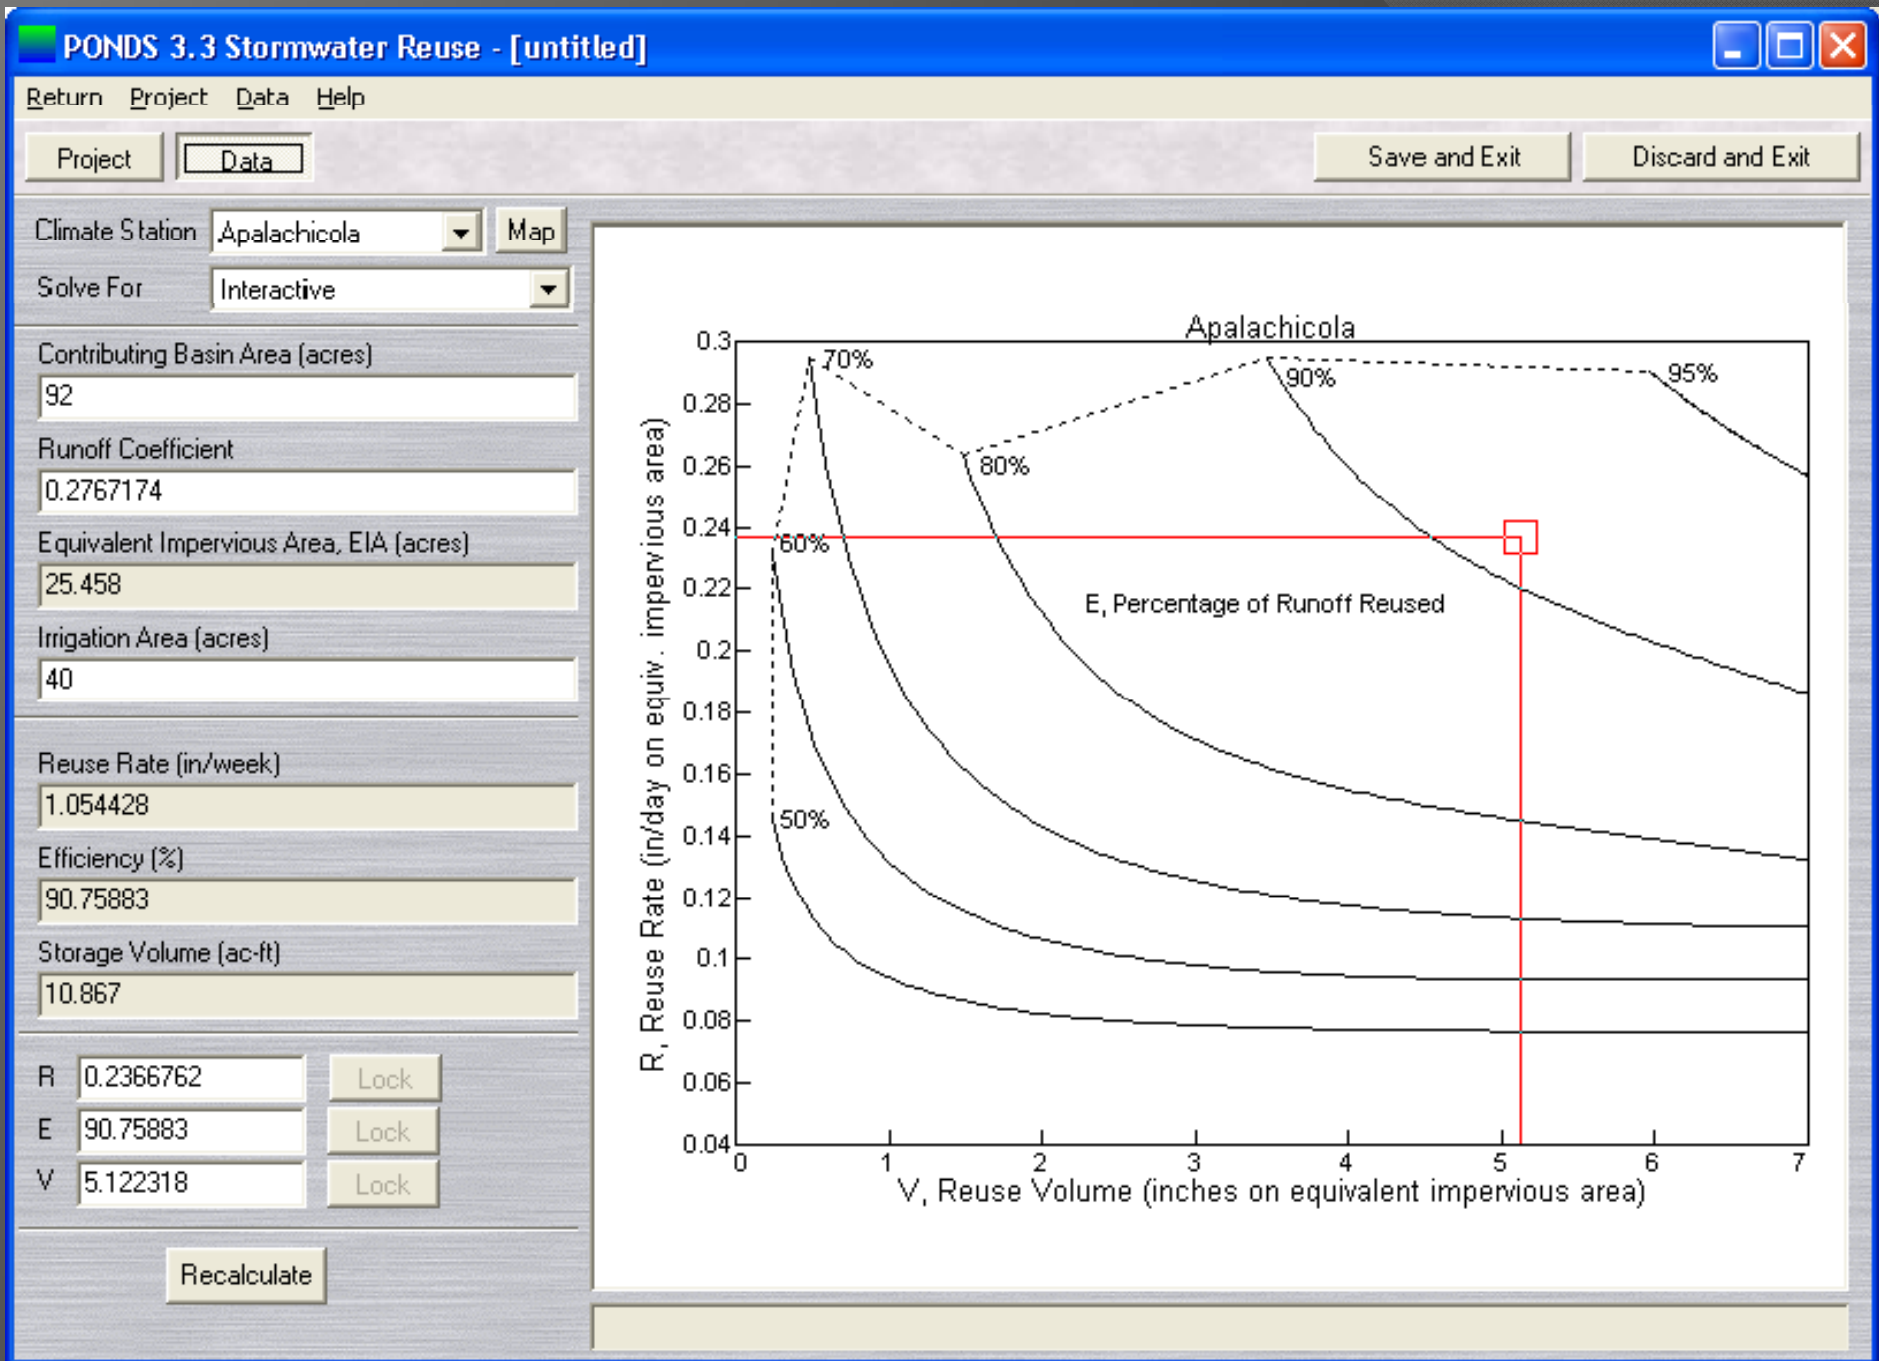 PONDS 3.3 Stormwater Reuse - [untitled]
Return Project Data Help
Project Data Save and Exit Discard and Exit
Climate Station Apalachicola Map
Solve For Interactive
Contributing Basin Area (acres)
92
Runoff Coefficient
0.2767174
Equivalent Impervious Area, EIA (acres)
25.458
Irrigation Area (acres)
40
Reuse Rate (in/week)
1.054428
Efficiency (%)
90.75883
Storage Volume (ac-ft)
10.867
R 0.2366762 Lock
E 90.75883 Lock
V 5.122318 Lock
Recalculate
Apalachicola
R, Reuse Rate (in/day on equiv. impervious area)
0.3
0.28
0.26
0.24
0.22
0.2
0.18
0.16
0.14
0.12
0.1
0.08
0.06
0.04
70%
90%
95%
80%
60%
E, Percentage of Runoff Reused
50%
0 1 2 3 4 5 6 7
V, Reuse Volume (inches on equivalent impervious area)